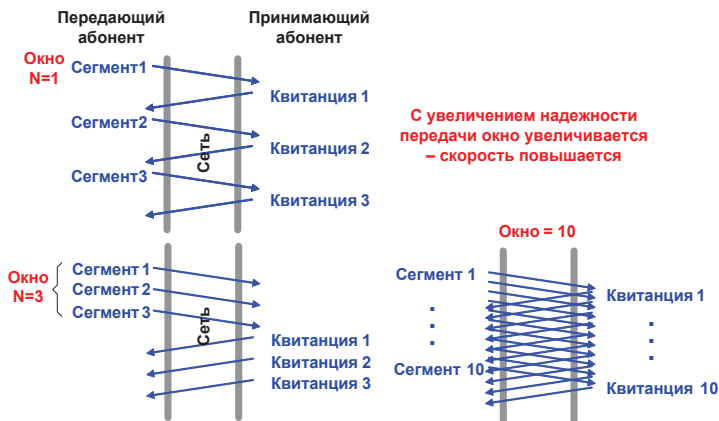 Передающий
абонент
Принимающий
абонент
Окно
N=1
Сегмент1
Квитанция 1
Сегмент2
Квитанция 2
Сегмент3
Квитанция 3
Сеть
С увеличением надежности
передачи окно увеличивается
– скорость повышается
Окно
N=3
Сегмент 1
Сегмент 2
Сегмент 3
Сеть
Квитанция 1
Квитанция 2
Квитанция 3
Окно = 10
Сегмент 1
Квитанция 1
Сегмент 10
Квитанция 10